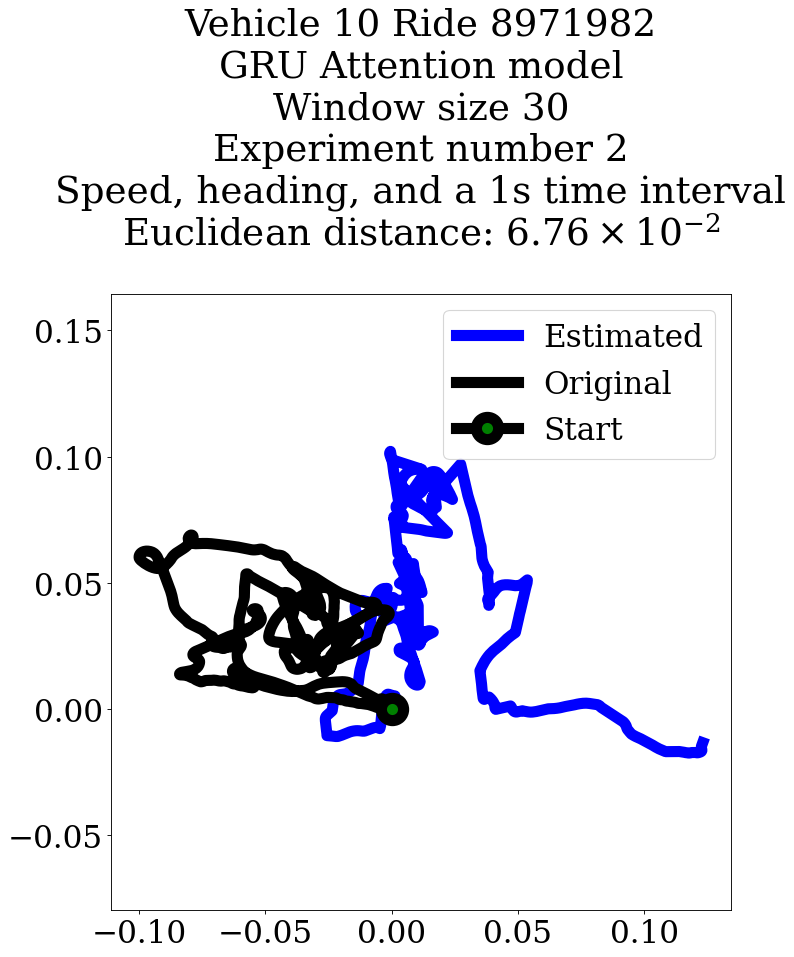 Vehicle 10 Ride 8971982
GRU Attention model
Window size 30
Experiment number 2
Speed, heading, and a 1s time interval
Euclidean distance: 6.76 × 10⁻²
0.15
0.10
0.05
0.00
−0.05
Estimated
Original
Start
−0.10 −0.05 0.00 0.05 0.10